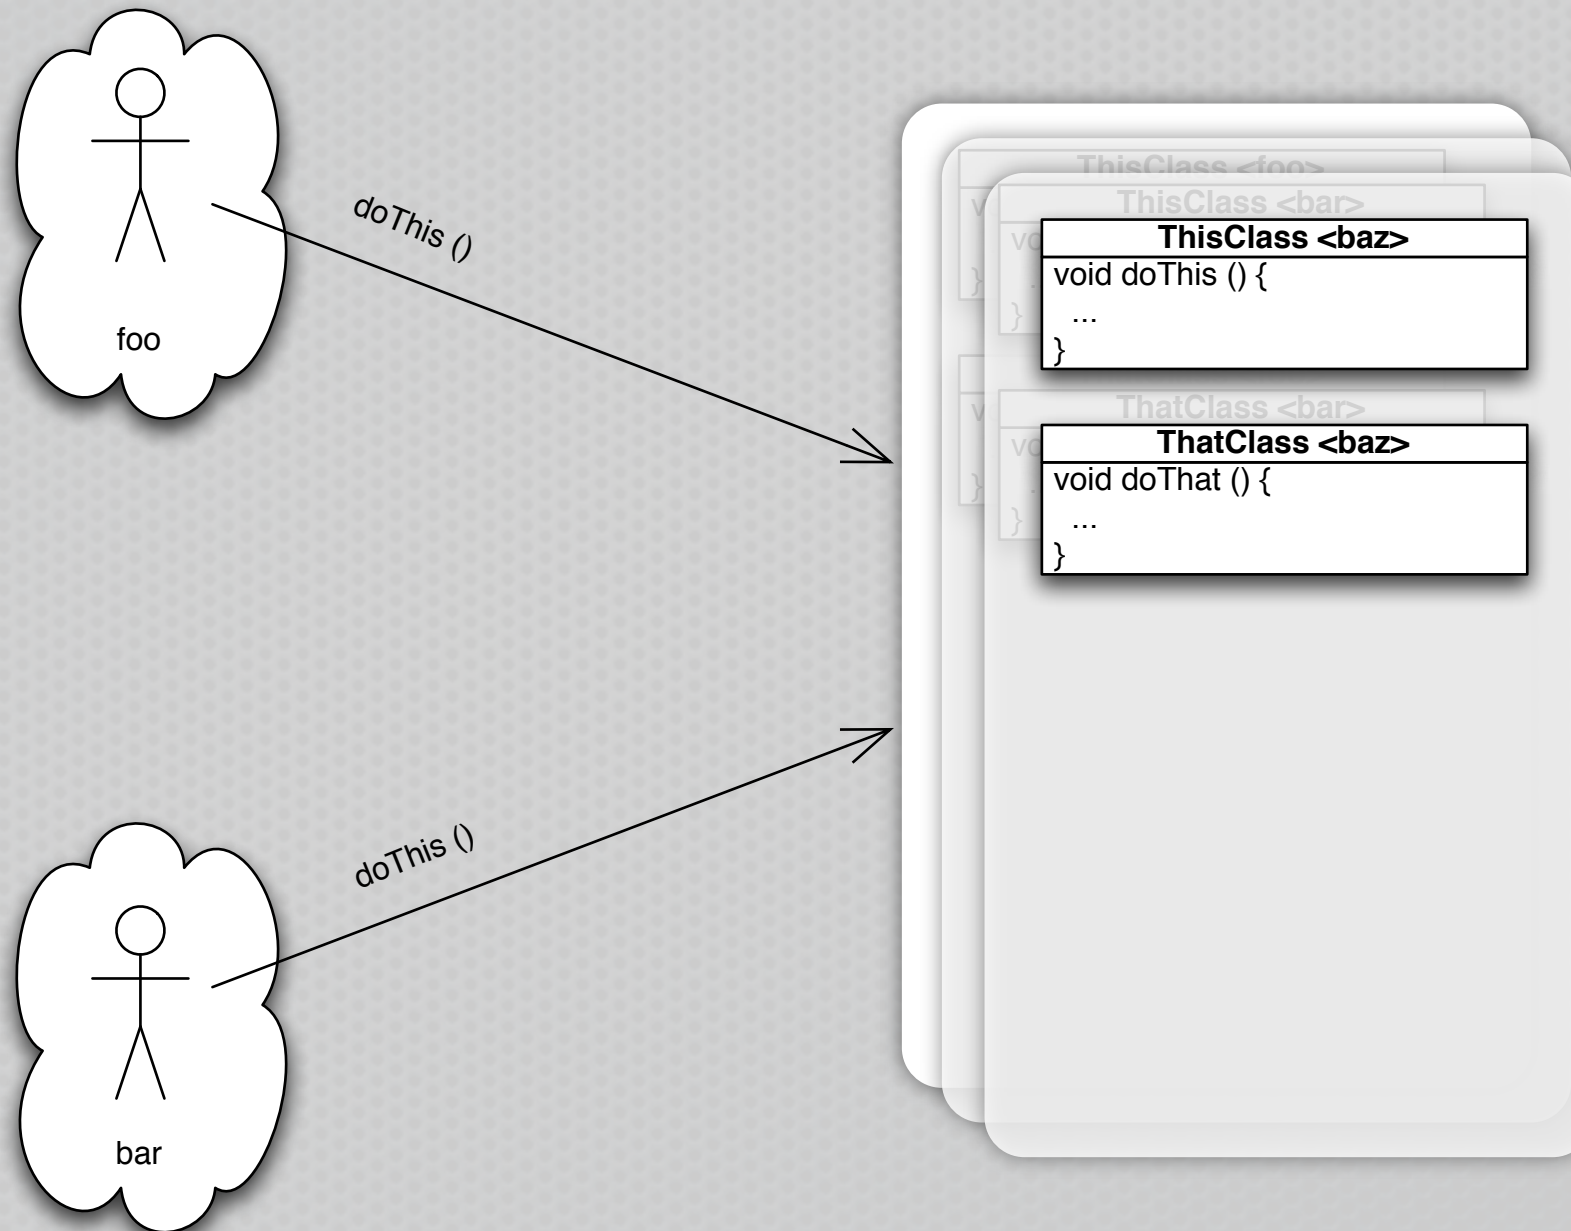 foo
doThis ()
doThis ()
bar
ThisClass <foo>
ThisClass <bar>
ThisClass <baz>
void doThis () {
...
}
ThatClass <bar>
ThatClass <baz>
void doThat () {
...
}